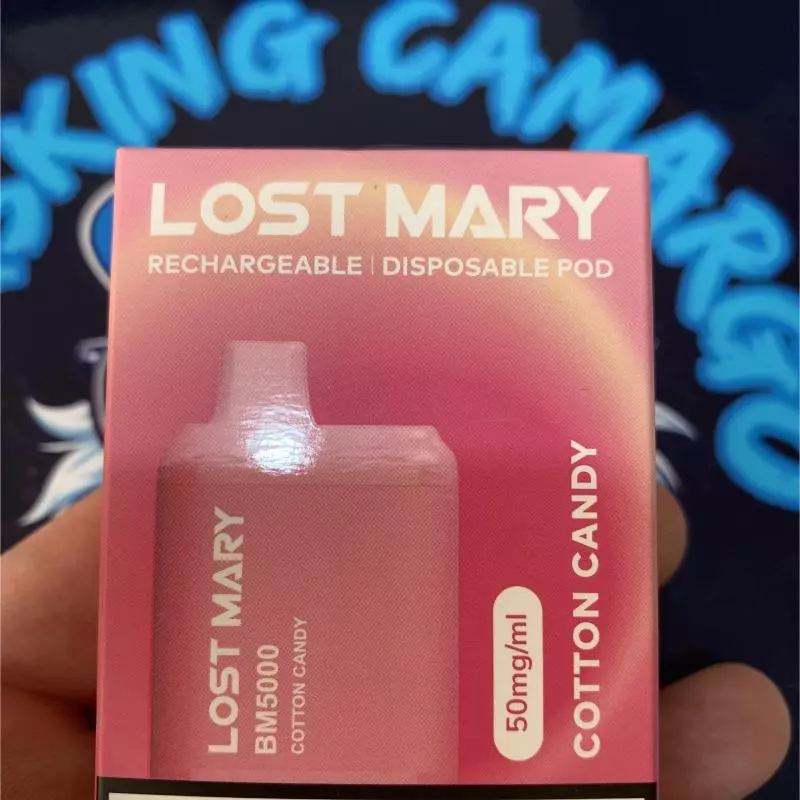 KING CAMARGO
LOST MARY
RECHARGEABLE | DISPOSABLE POD
LOST MARY
BM5000
COTTON CANDY
50mg/ml
COTTON CANDY